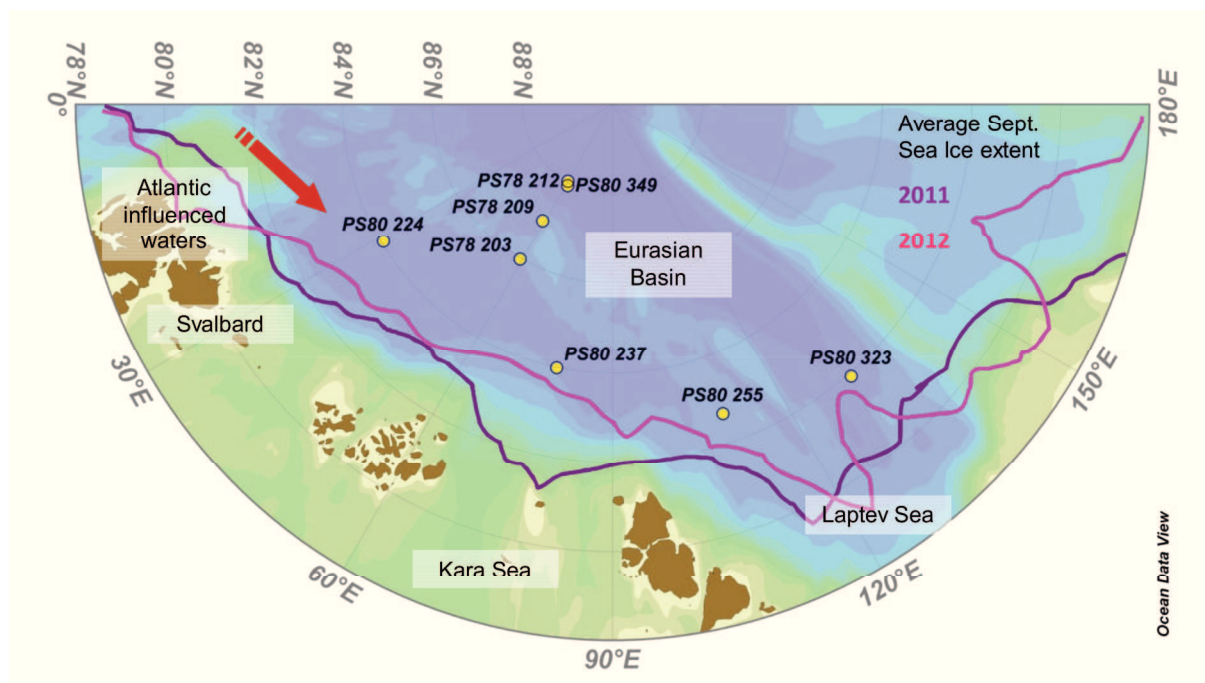 78°N
80°N
82°N
84°N
86°N
88°N
0°
180°E
Average Sept.
Sea Ice extent
2011
2012
Atlantic
influenced
waters
PS78 212
PS80 349
PS78 209
PS80 224
PS78 203
Eurasian
Basin
Svalbard
PS80 237
PS80 323
PS80 255
30°E
150°E
Laptev Sea
Kara Sea
60°E
120°E
90°E
Ocean Data View